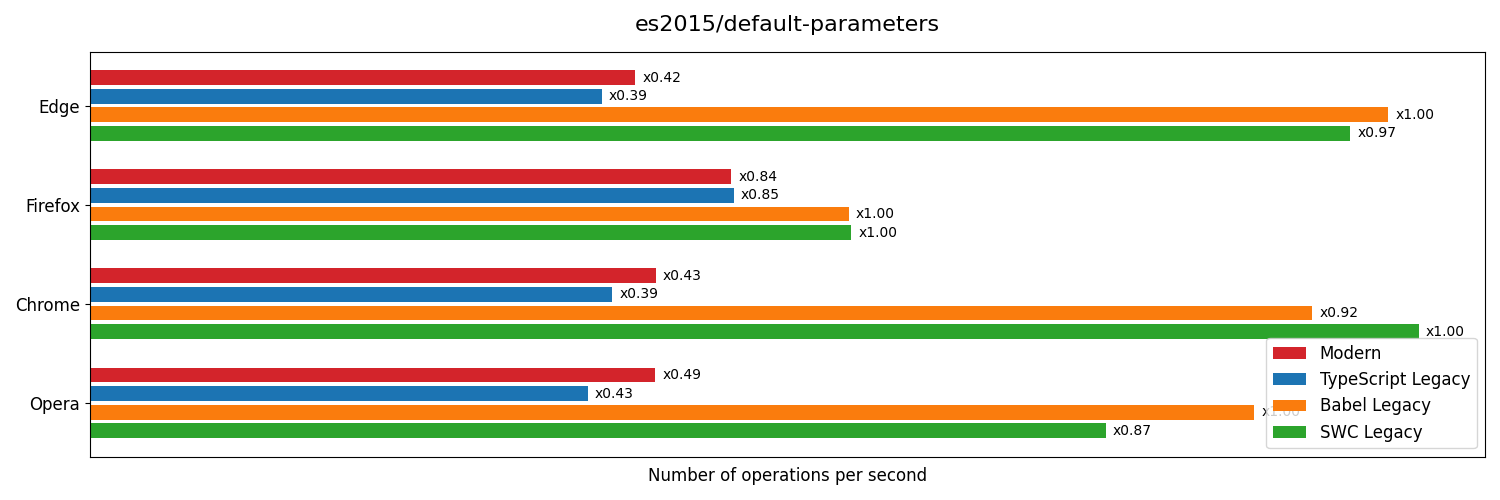 es2015/default-parameters
Edge
x0.42
x0.39
x1.00
x0.97
Firefox
x0.84
x0.85
x1.00
x1.00
Chrome
x0.43
x0.39
x0.92
x1.00
Opera
x0.49
x0.43
x1.00
x0.87
Modern
TypeScript Legacy
Babel Legacy
SWC Legacy
Number of operations per second